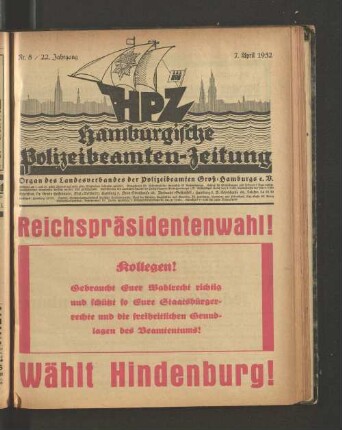 Nr. 8 / 22. Jahrgang
7. April 1932
HPZ
Hamburgische
Polizeibeamten-Zeitung
Organ des Landesverbandes der Polizeibeamten Groß-Hamburgs e. V.
Reichspräsidentenwahl!
Kollegen!
Gebraucht Euer Wahlrecht richtig
und schützt so Eure Staatsbürger-
rechte und die freiheitlichen Grund-
lagen des Beamtentums!
Wählt Hindenburg!